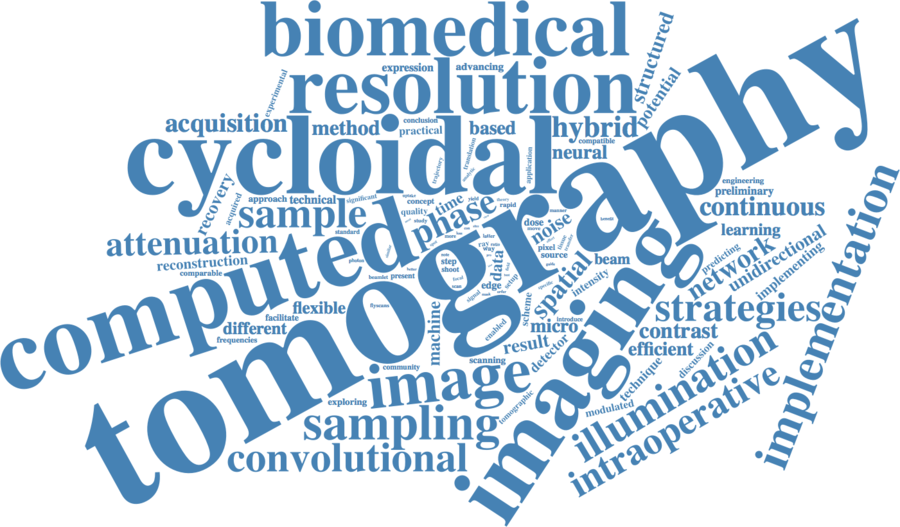 biomedical
expression
advancing
experimental
resolution
structured
potential
acquisition
method
conclusion
practical
based
hybrid
compatible
neural
cycloidal
trajectory
translation
application
tomography
recovery
acquired
approach
technical
significant
concept
time
rapid
engineering
preliminary
sample
quality
study
phase
dose
noise
continuous
standard
attenuation
learning
reconstruction
comparable
computed
ray
way
pixel
source
beam
step
shoot
data
edge
present
spatial
intensity
predicting
network
unidirectional
implementing
implementation
flexible
facilitate
different
frequencies
machine
signal
scheme
micro
introduce
enabled
result
detector
strategies
contrast
efficient
discussion
technique
imaging
community
scanning
image
exploring
tomographic
modulated
sampling
illumination
convolutional
intraoperative